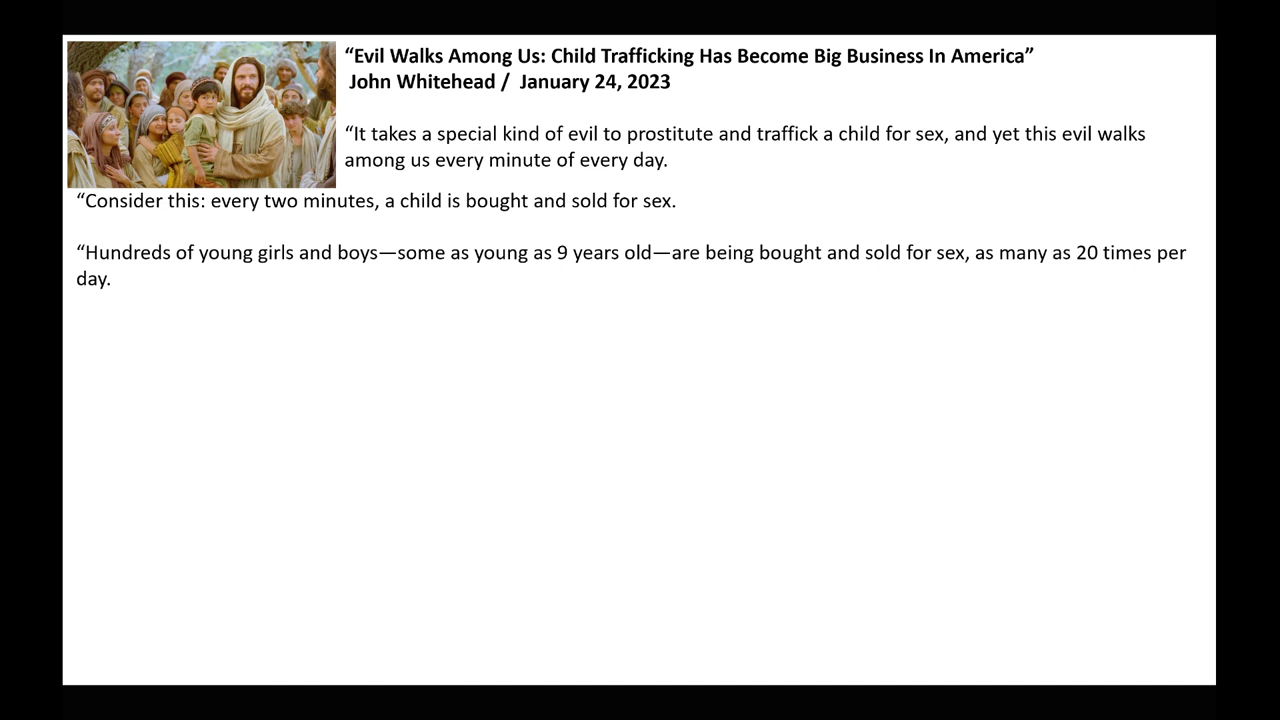 “Evil Walks Among Us: Child Trafficking Has Become Big Business In America”
John Whitehead / January 24, 2023
“It takes a special kind of evil to prostitute and traffick a child for sex, and yet this evil walks
among us every minute of every day.
“Consider this: every two minutes, a child is bought and sold for sex.
“Hundreds of young girls and boys—some as young as 9 years old—are being bought and sold for sex, as many as 20 times per
day.